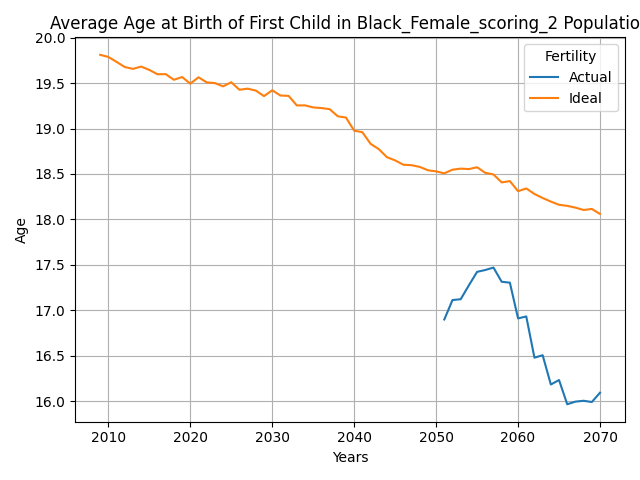 Average Age at Birth of First Child in Black_Female_scoring_2 Populatio
Fertility
Actual
Ideal
20.0
19.5
19.0
18.5
18.0
17.5
17.0
16.5
16.0
Age
2010 2020 2030 2040 2050 2060 2070
Years